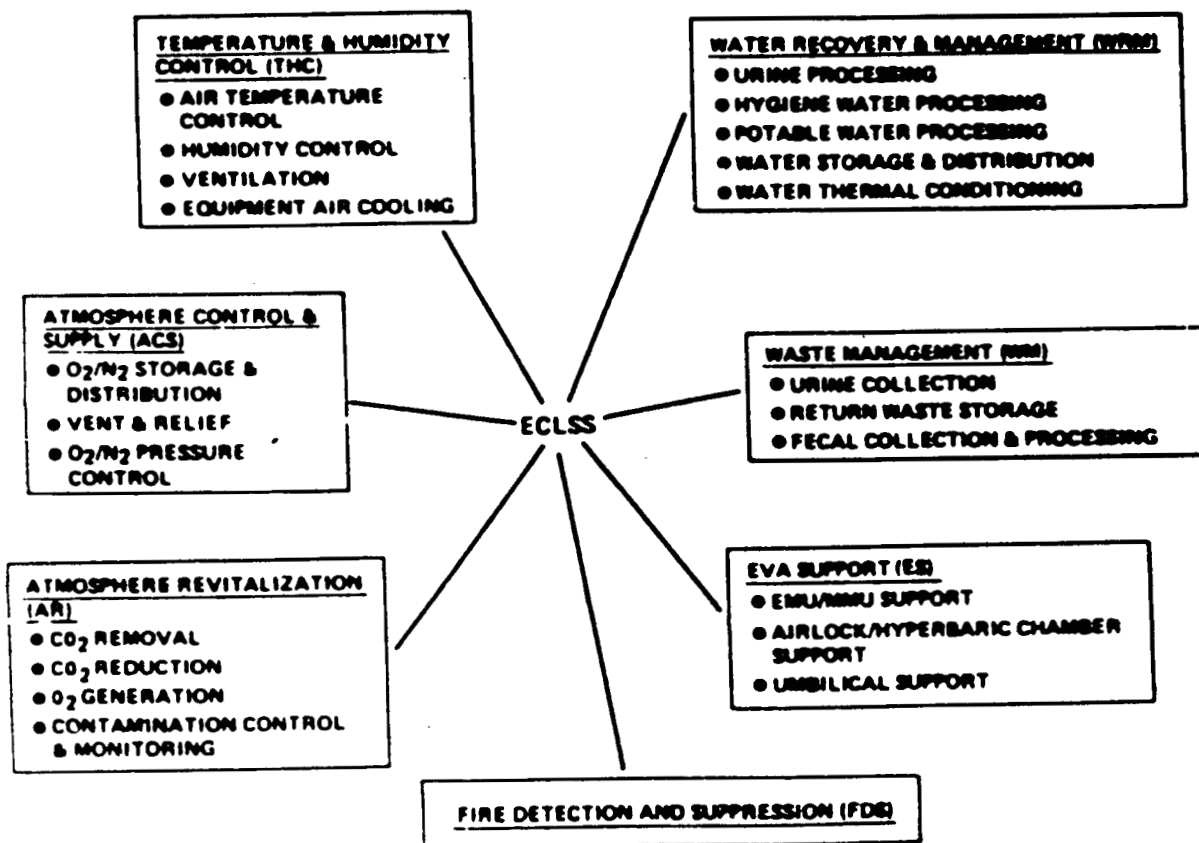 TEMPERATURE & HUMIDITY
CONTROL (THC)
● AIR TEMPERATURE
CONTROL
● HUMIDITY CONTROL
● VENTILATION
● EQUIPMENT AIR COOLING
WATER RECOVERY & MANAGEMENT (WRM)
● URINE PROCESSING
● HYGIENE WATER PROCESSING
● POTABLE WATER PROCESSING
● WATER STORAGE & DISTRIBUTION
● WATER THERMAL CONDITIONING
ATMOSPHERE CONTROL &
SUPPLY (ACS)
● O2/N2 STORAGE &
DISTRIBUTION
● VENT & RELIEF
● O2/N2 PRESSURE
CONTROL
ECLSS
WASTE MANAGEMENT (WM)
● URINE COLLECTION
● RETURN WASTE STORAGE
● FECAL COLLECTION & PROCESSING
ATMOSPHERE REVITALIZATION
(AR)
● CO2 REMOVAL
● CO2 REDUCTION
● O2 GENERATION
● CONTAMINATION CONTROL
& MONITORING
EVA SUPPORT (ES)
● EMU/MMU SUPPORT
● AIRLOCK/HYPERBARIC CHAMBER
SUPPORT
● UMBILICAL SUPPORT
FIRE DETECTION AND SUPPRESSION (FDS)